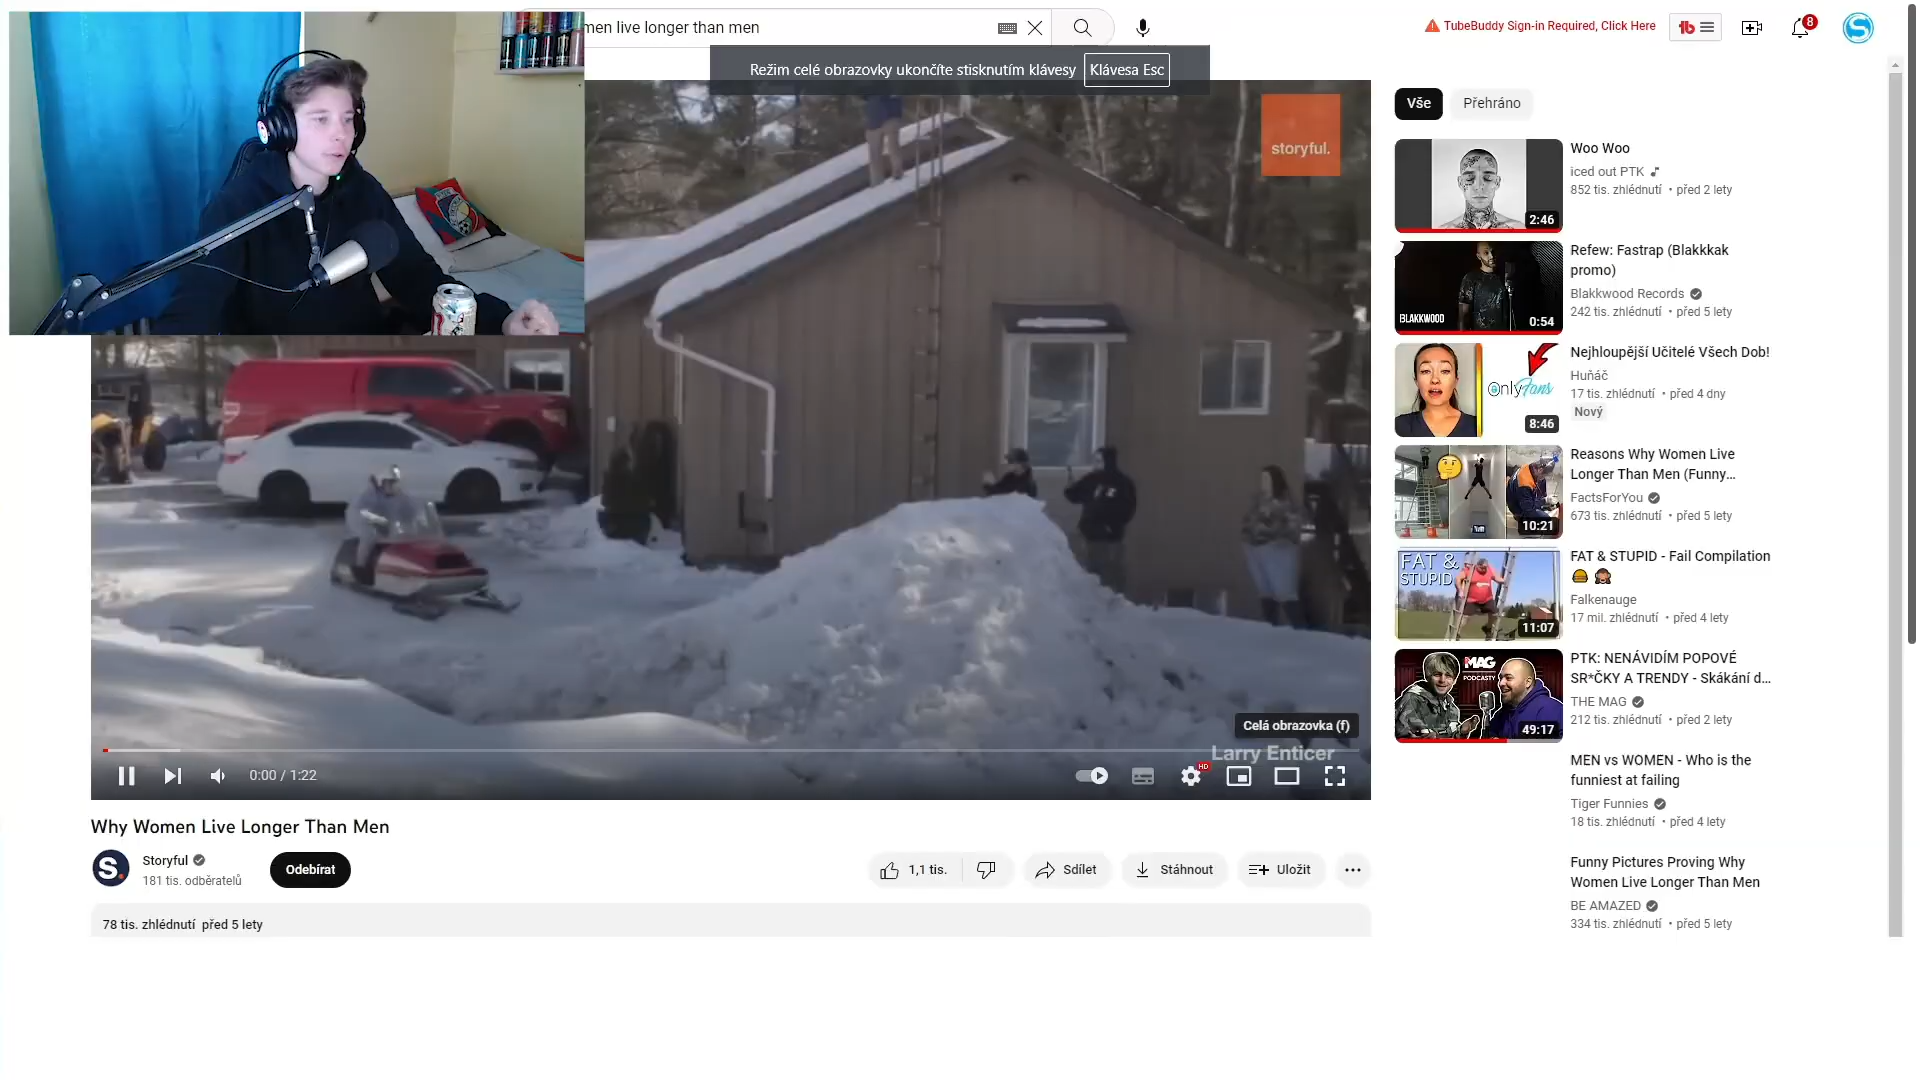 men live longer than men
TubeBuddy Sign-in Required, Click Here
8
Režim celé obrazovky ukončíte stisknutím klávesy Klávesa Esc
storyful.
Celá obrazovka (f)
Larry Enticer
0:00 / 1:22
HD
Why Women Live Longer Than Men
S.
Storyful
181 tis. odběratelů
Odebírat
1,1 tis.
Sdílet
Stáhnout
Uložit
78 tis. zhlédnutí před 5 lety
Vše
Přehráno
2:46
Woo Woo
iced out PTK
852 tis. zhlédnutí • před 2 lety
BLAKKWOOD
0:54
Refew: Fastrap (Blakkkak
promo)
Blakkwood Records
242 tis. zhlédnutí • před 5 lety
OnlyFans
8:46
Nejhloupější Učitelé Všech Dob!
Huňáč
17 tis. zhlédnutí • před 4 dny
Nový
10:21
Reasons Why Women Live
Longer Than Men (Funny...
FactsForYou
673 tis. zhlédnutí • před 5 lety
FAT &
STUPID
11:07
FAT & STUPID - Fail Compilation
Falkenauge
17 mil. zhlédnutí • před 4 lety
MAG
PODCASTY
49:17
PTK: NENÁVIDÍM POPOVÉ
SR*ČKY A TRENDY - Skákání d...
THE MAG
212 tis. zhlédnutí • před 2 lety
MEN vs WOMEN - Who is the
funniest at failing
Tiger Funnies
18 tis. zhlédnutí • před 4 lety
Funny Pictures Proving Why
Women Live Longer Than Men
BE AMAZED
334 tis. zhlédnutí • před 5 lety